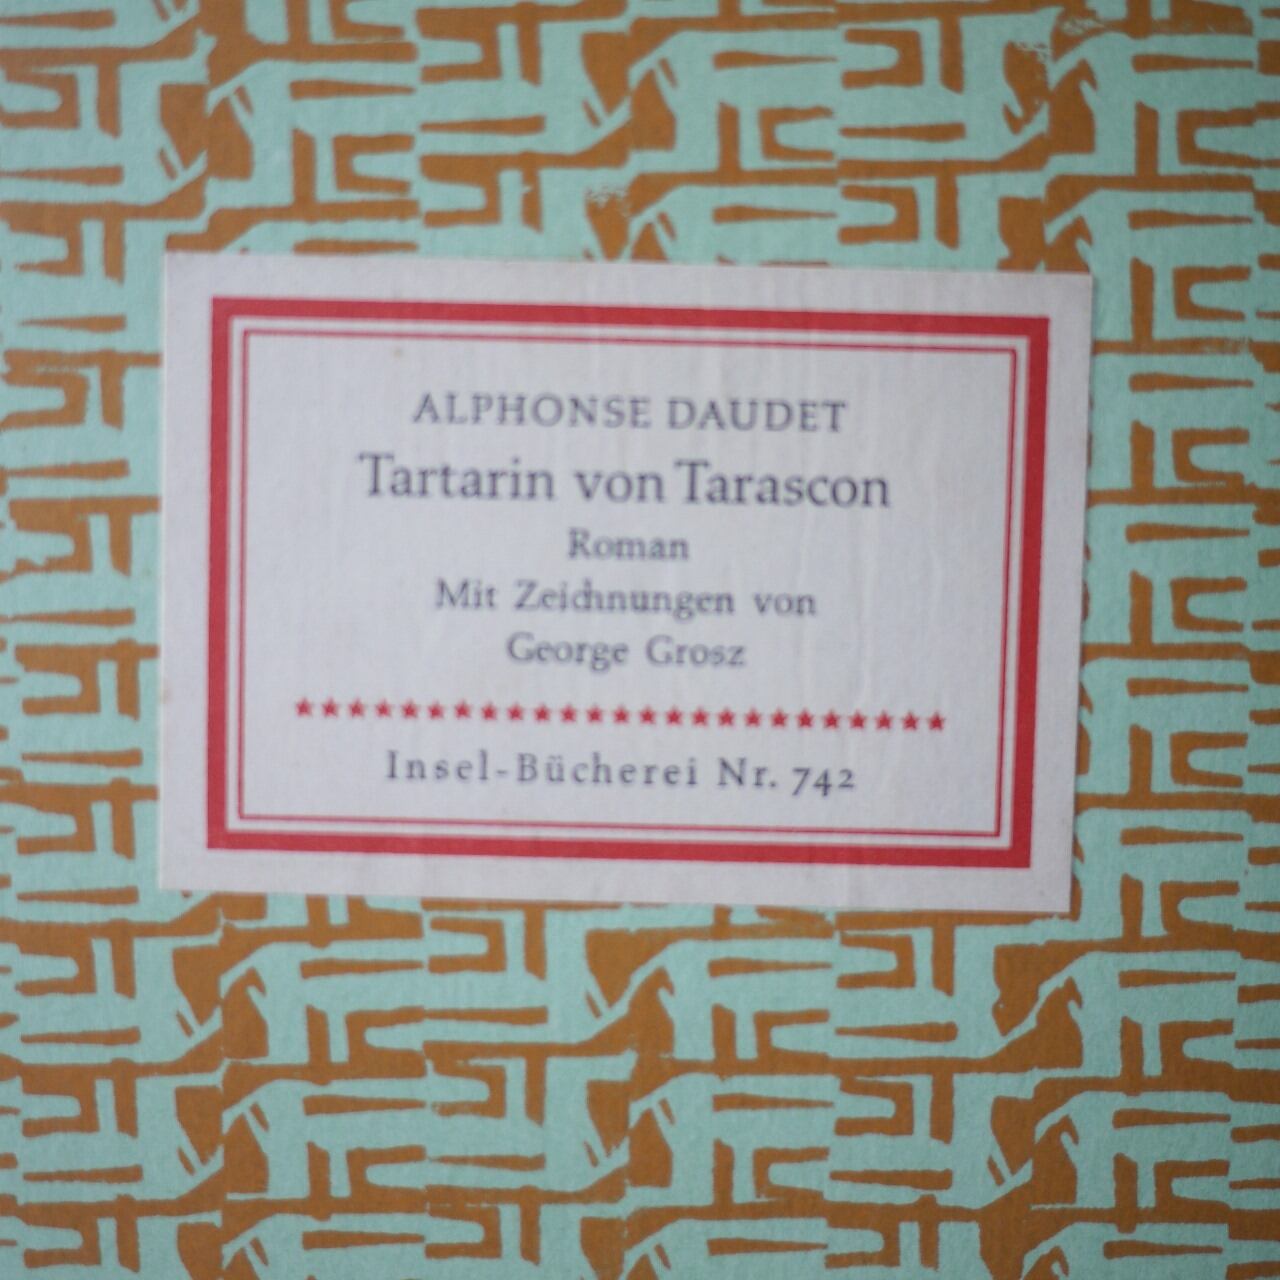 ALPHONSE DAUDET
Tartarin von Tarascon
Roman
Mit Zeichnungen von
George Grosz
Insel-Bücherei Nr. 742